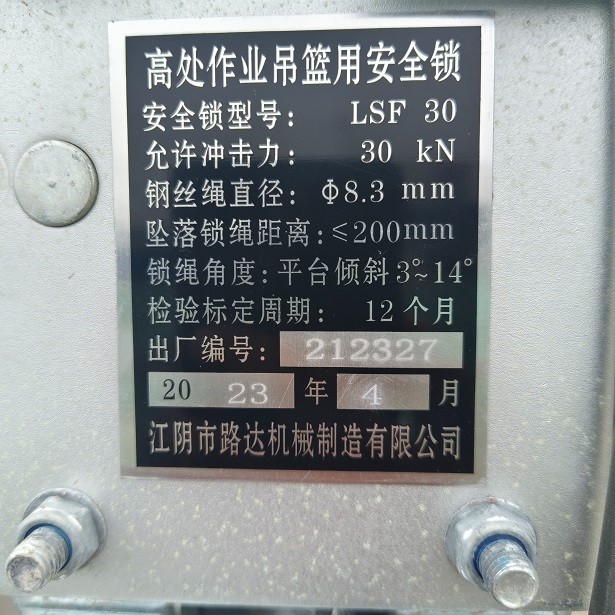 高处作业吊篮用安全锁
安全锁型号: LSF 30
允许冲击力: 30 kN
钢丝绳直径: Φ8.3 mm
坠落锁绳距离:≤200mm
锁绳角度:平台倾斜3°~14°
检验标定周期: 12个月
出厂编号: 212327
20 23 年 4 月
江阴市路达机械制造有限公司